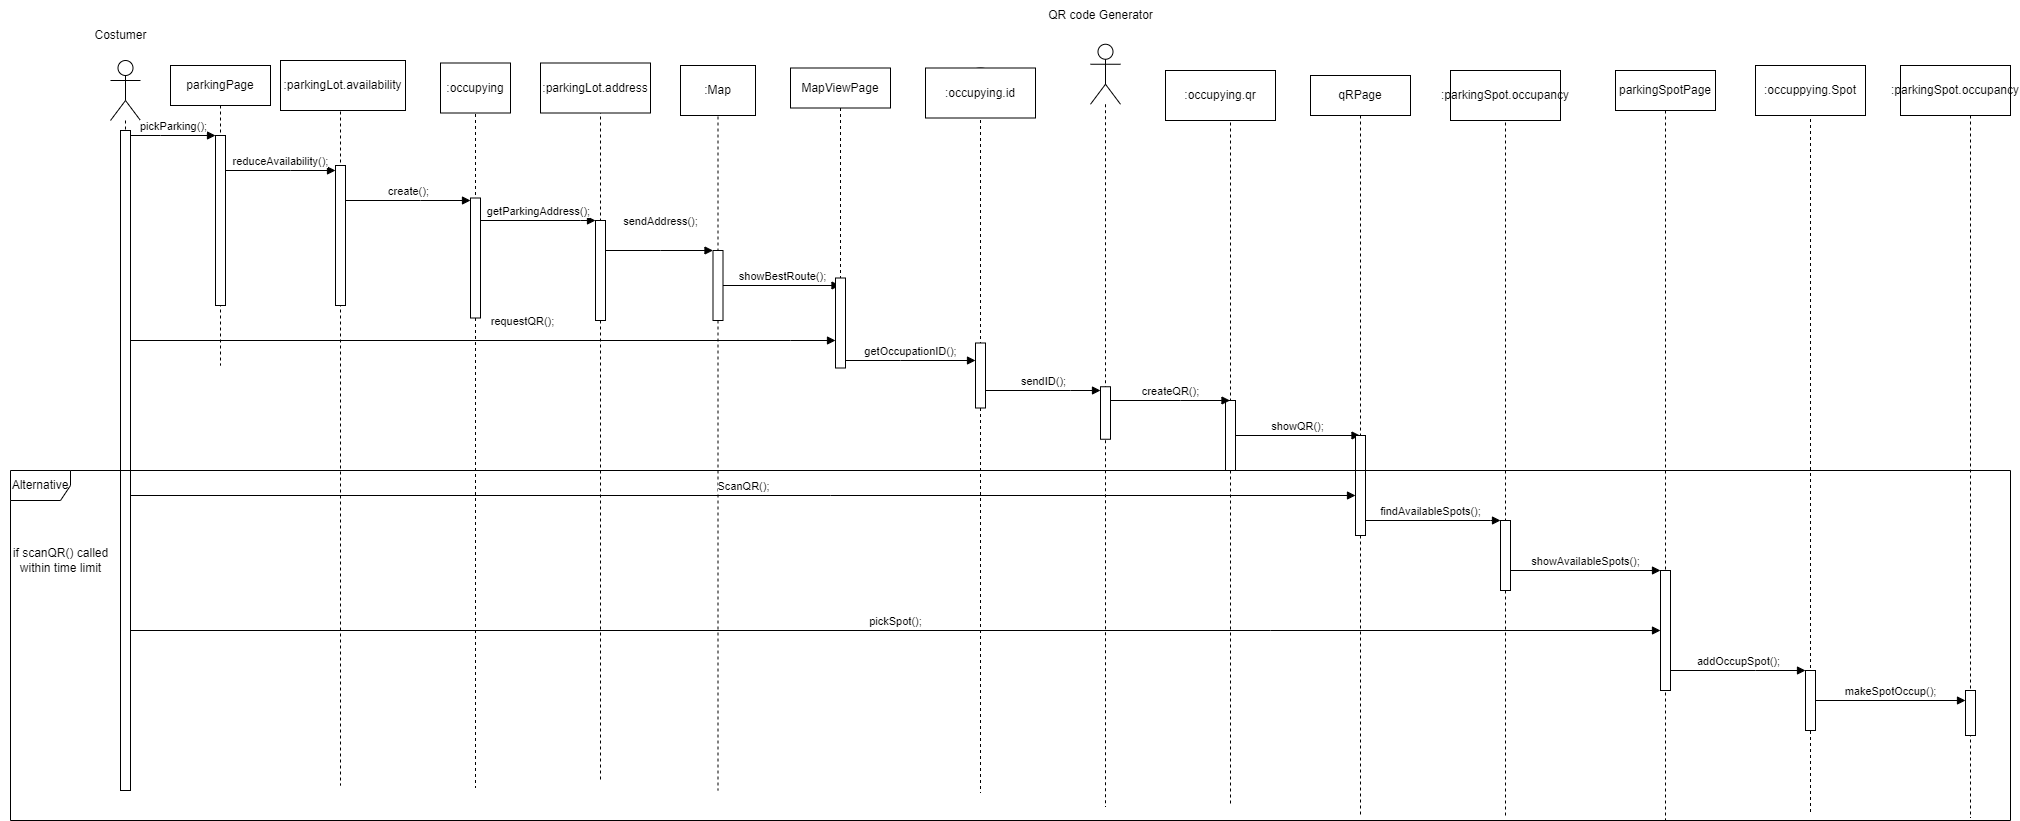 QR code Generator
Costumer
parkingPage
:parkingLot.availability
:occupying
:parkingLot.address
:Map
MapViewPage
:occupying.id
:occupying.qr
qRPage
:parkingSpot.occupancy
parkingSpotPage
:occuppying.Spot
:parkingSpot.occupancy
pickParking();
reduceAvailability();
create();
getParkingAddress();
sendAddress();
showBestRoute();
requestQR();
getOccupationID();
sendID();
createQR();
showQR();
Alternative
ScanQR();
findAvailableSpots();
if scanQR() called
within time limit
showAvailableSpots();
pickSpot();
addOccupSpot();
makeSpotOccup();